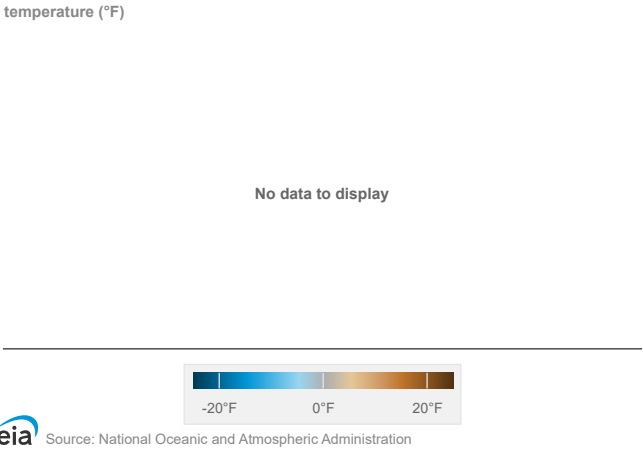 temperature (°F)
No data to display
-20°F 0°F 20°F
eia Source: National Oceanic and Atmospheric Administration